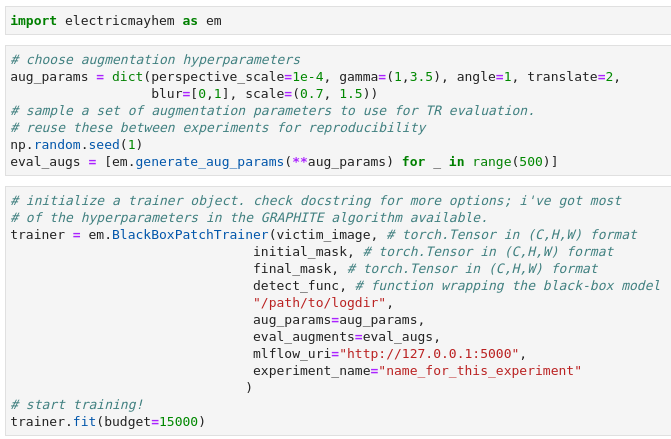 import electricmayhem as em
# choose augmentation hyperparameters
aug_params = dict(perspective_scale=1e-4, gamma=(1,3.5), angle=1, translate=2,
                  blur=[0,1], scale=(0.7, 1.5))
# sample a set of augmentation parameters to use for TR evaluation.
# reuse these between experiments for reproducibility
np.random.seed(1)
eval_augs = [em.generate_aug_params(**aug_params) for _ in range(500)]
# initialize a trainer object. check docstring for more options; i've got most
# of the hyperparameters in the GRAPHITE algorithm available.
trainer = em.BlackBoxPatchTrainer(victim_image, # torch.Tensor in (C,H,W) format
                               initial_mask, # torch.Tensor in (C,H,W) format
                               final_mask, # torch.Tensor in (C,H,W) format
                               detect_func, # function wrapping the black-box model
                               "/path/to/logdir",
                               aug_params=aug_params,
                               eval_augments=eval_augs,
                               mlflow_uri="http://127.0.0.1:5000",
                               experiment_name="name_for_this_experiment"
                              )
# start training!
trainer.fit(budget=15000)